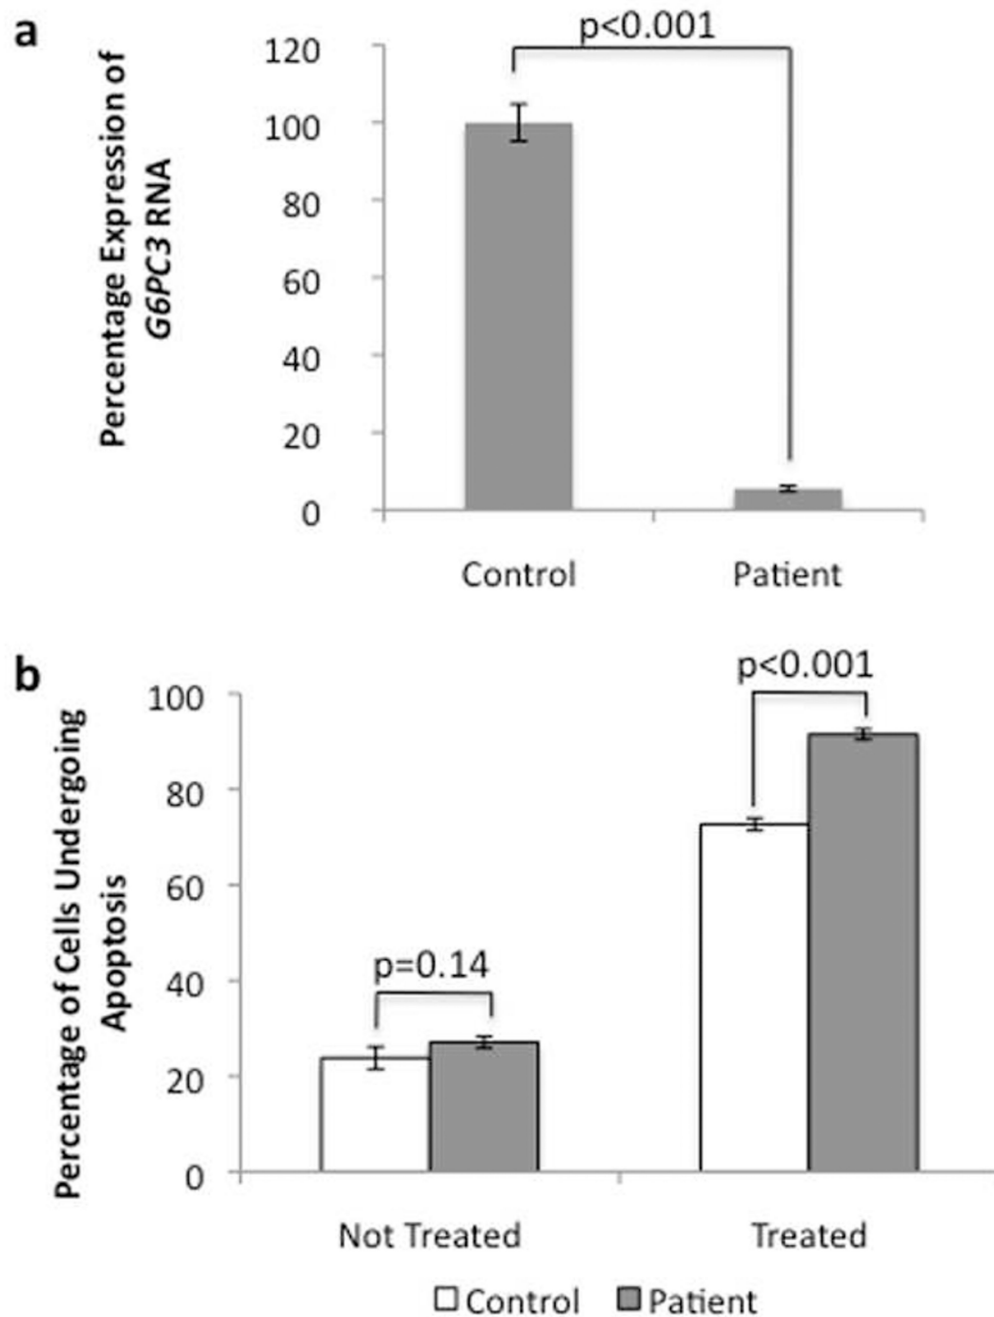 a
p<0.001
Percentage Expression of
G6PC3 RNA
120
100
80
60
40
20
0
Control
Patient
b
p<0.001
Percentage of Cells Undergoing
Apoptosis
100
80
60
40
20
0
p=0.14
Not Treated
Treated
Control
Patient